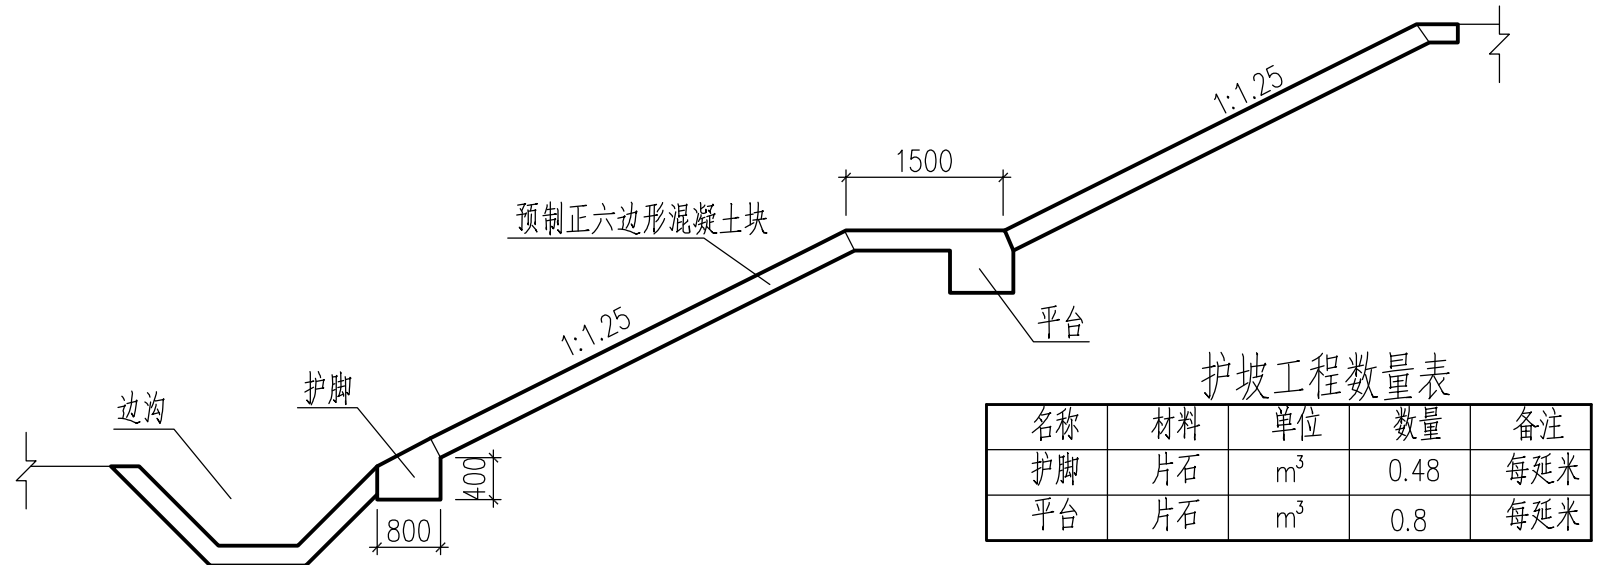 1:1.25
1500
预制正六边形混凝土块
1:1.25
平台
护脚
边沟
400
800
护坡工程数量表
名称 材料 单位 数量 备注
护脚 片石 m³ 0.48 每延米
平台 片石 m³ 0.8 每延米